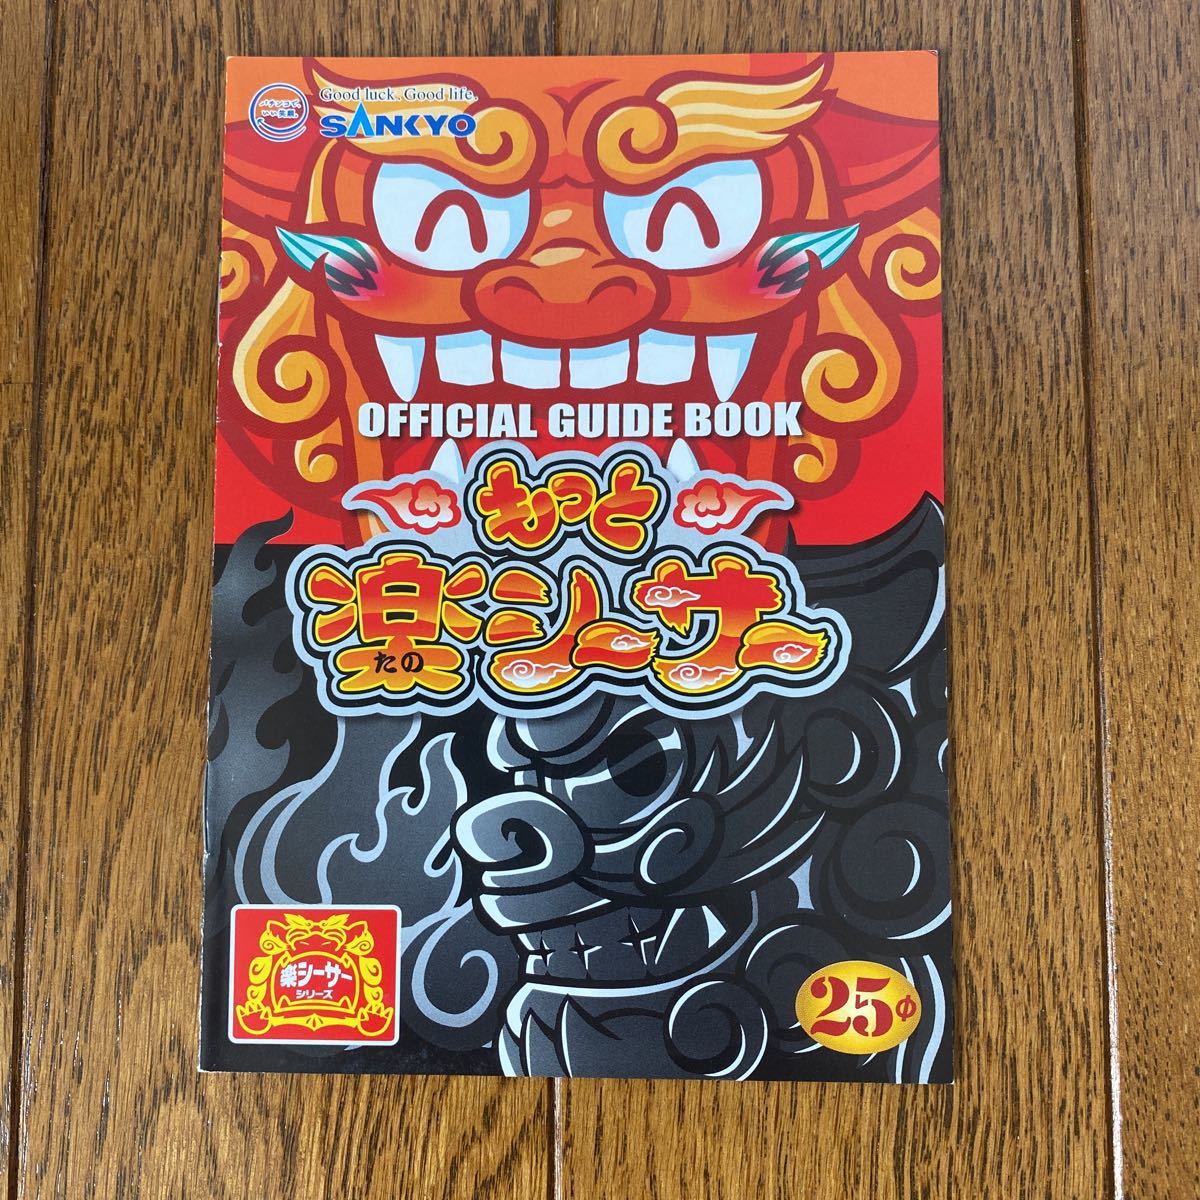 パチンコで、
いい笑顔。
Good luck, Good life.
SANKYO
OFFICIAL GUIDE BOOK
もっと
楽シーサー
たの
楽シーサー
シリーズ
25φ